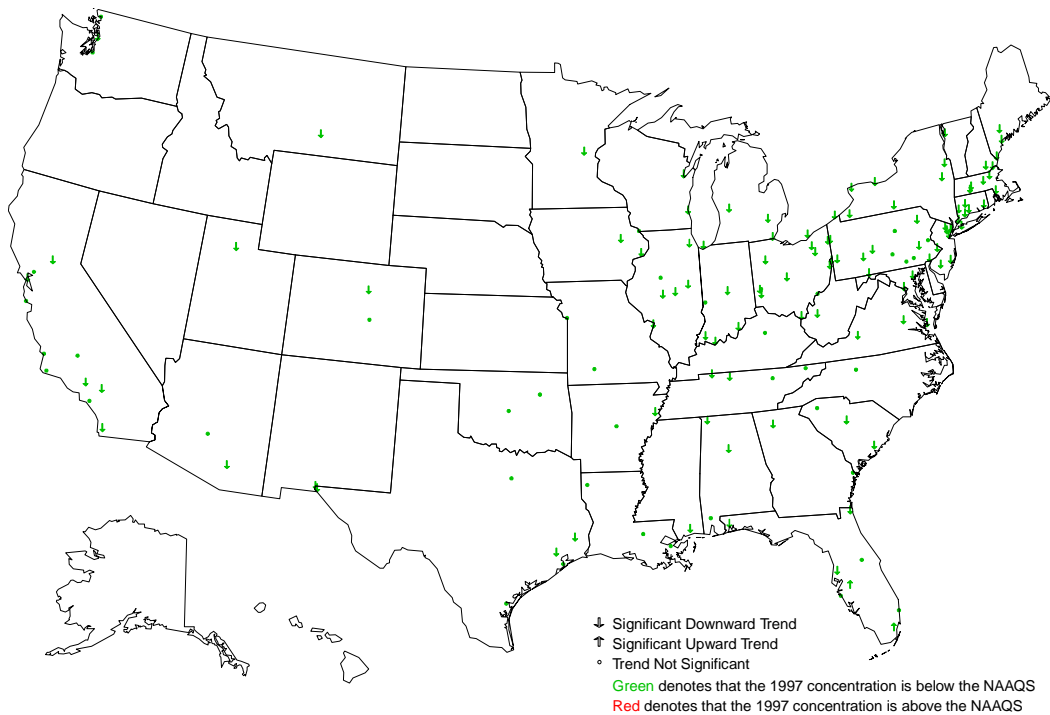 Significant Downward Trend
Significant Upward Trend
Trend Not Significant
Green denotes that the 1997 concentration is below the NAAQS
Red denotes that the 1997 concentration is above the NAAQS